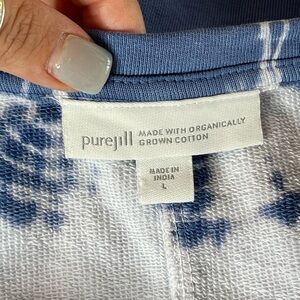 purejill MADE WITH ORGANICALLY
GROWN COTTON
MADE IN
INDIA
L